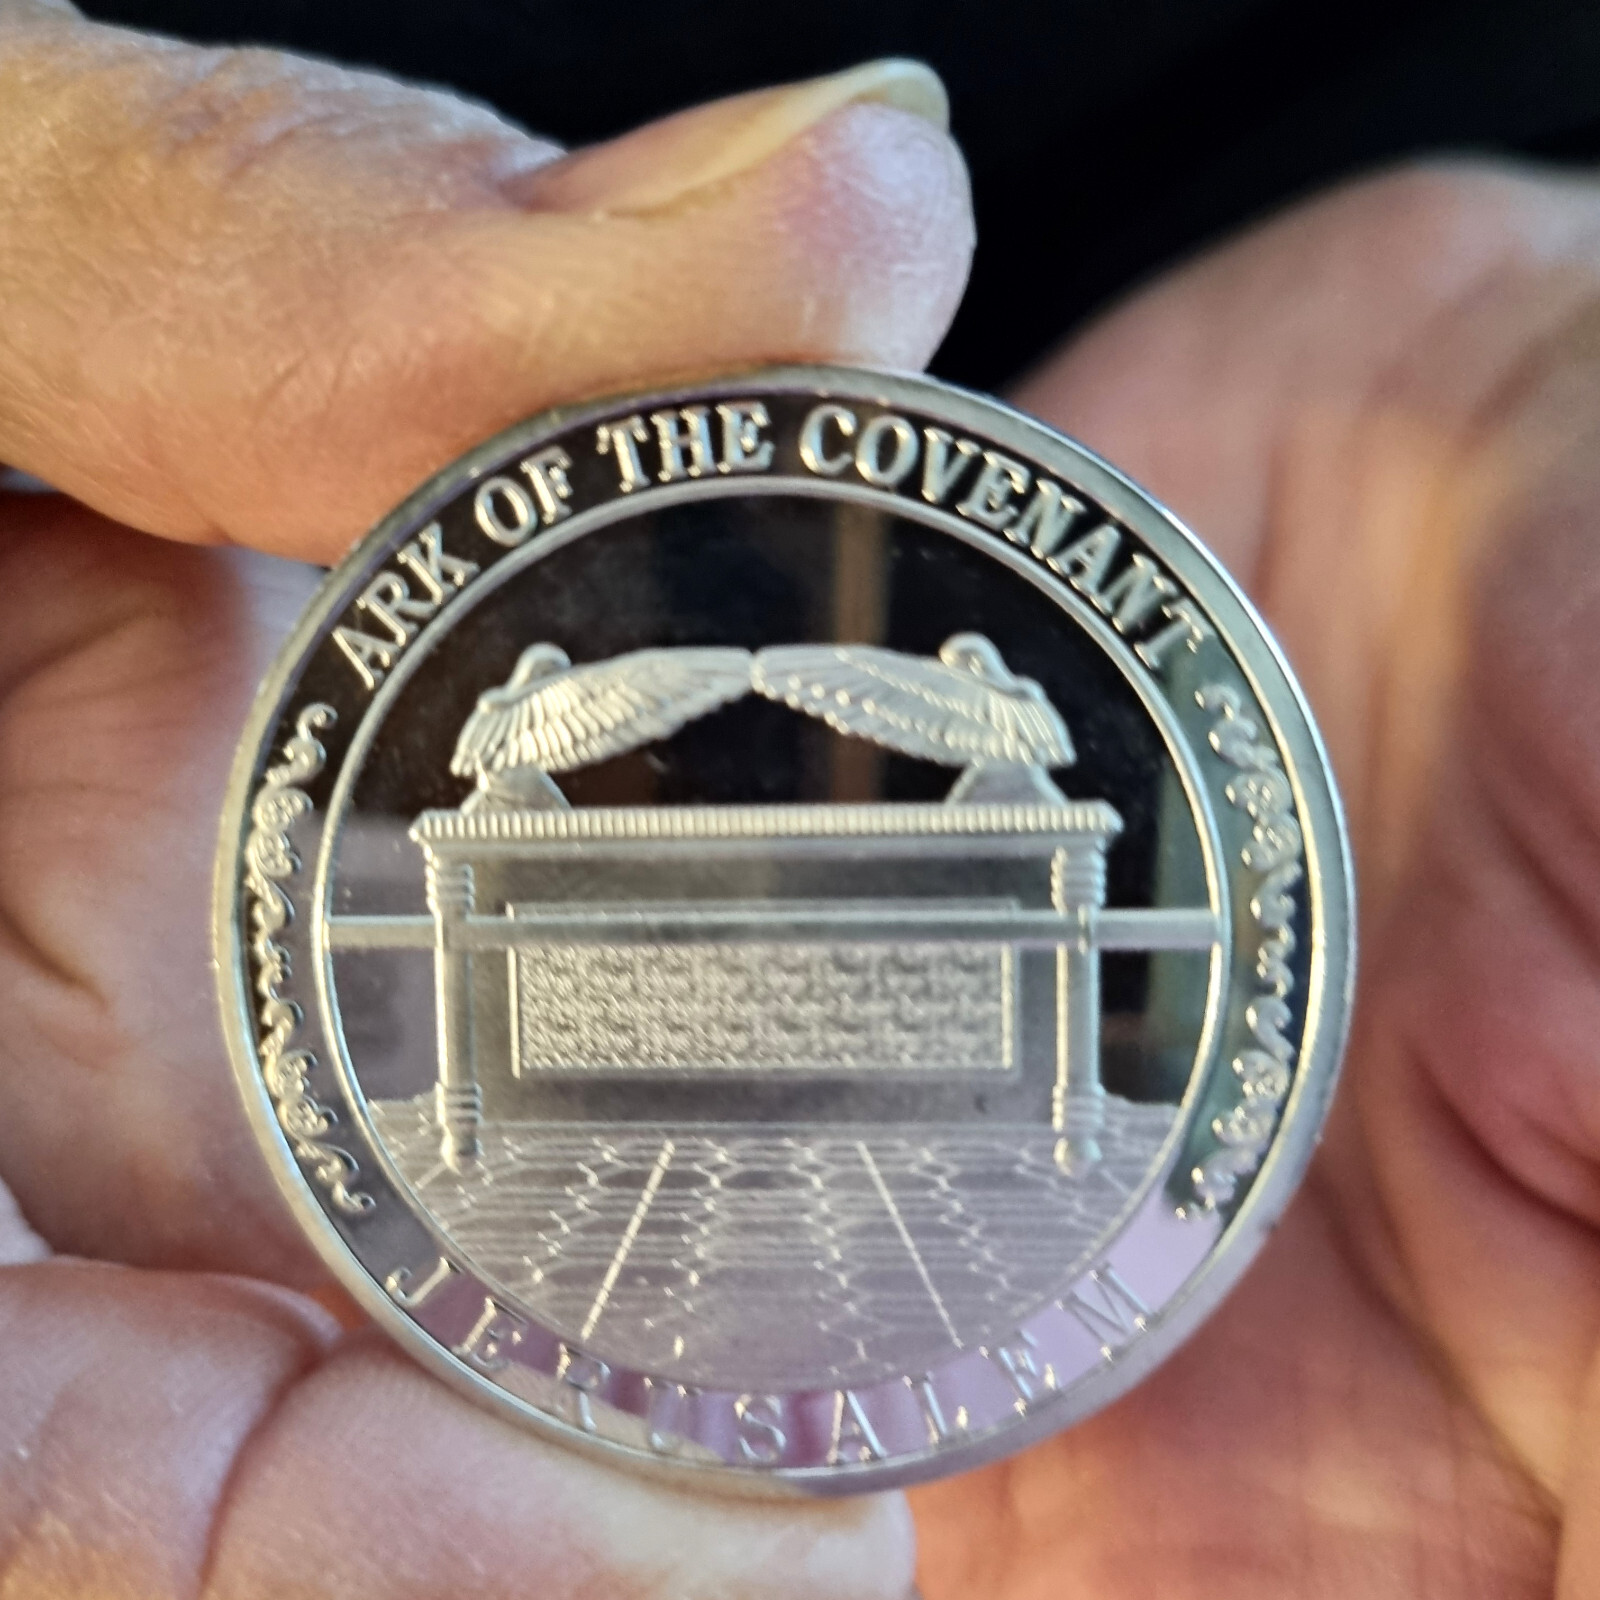 ARK OF THE COVENANT
JERUSALEM